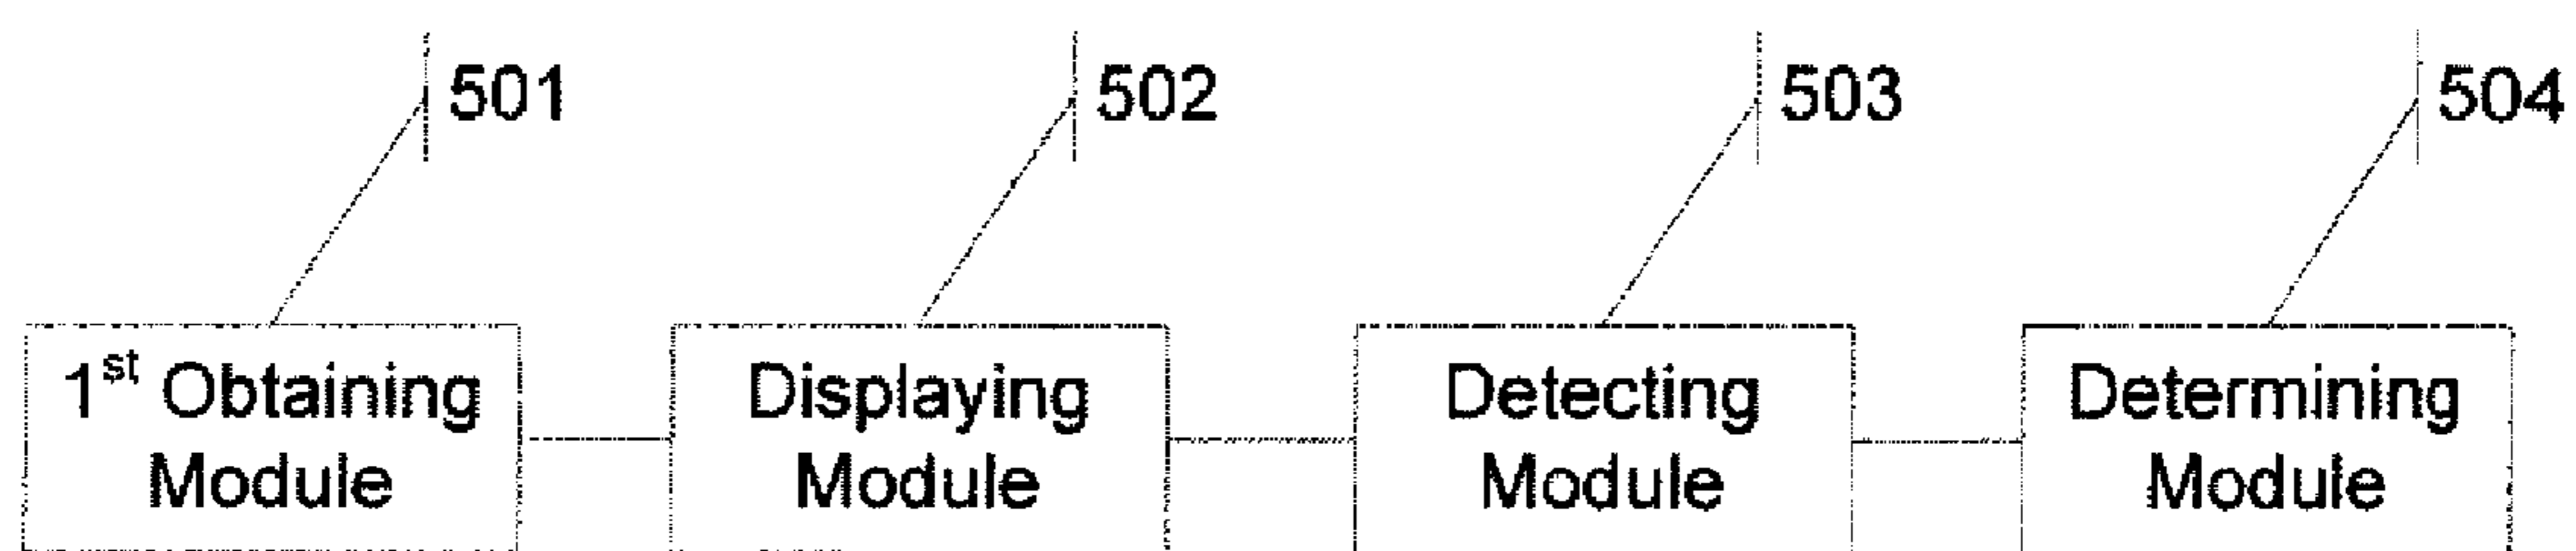 501 502 503 504
1st Obtaining Displaying Detecting Determining
Module Module Module Module